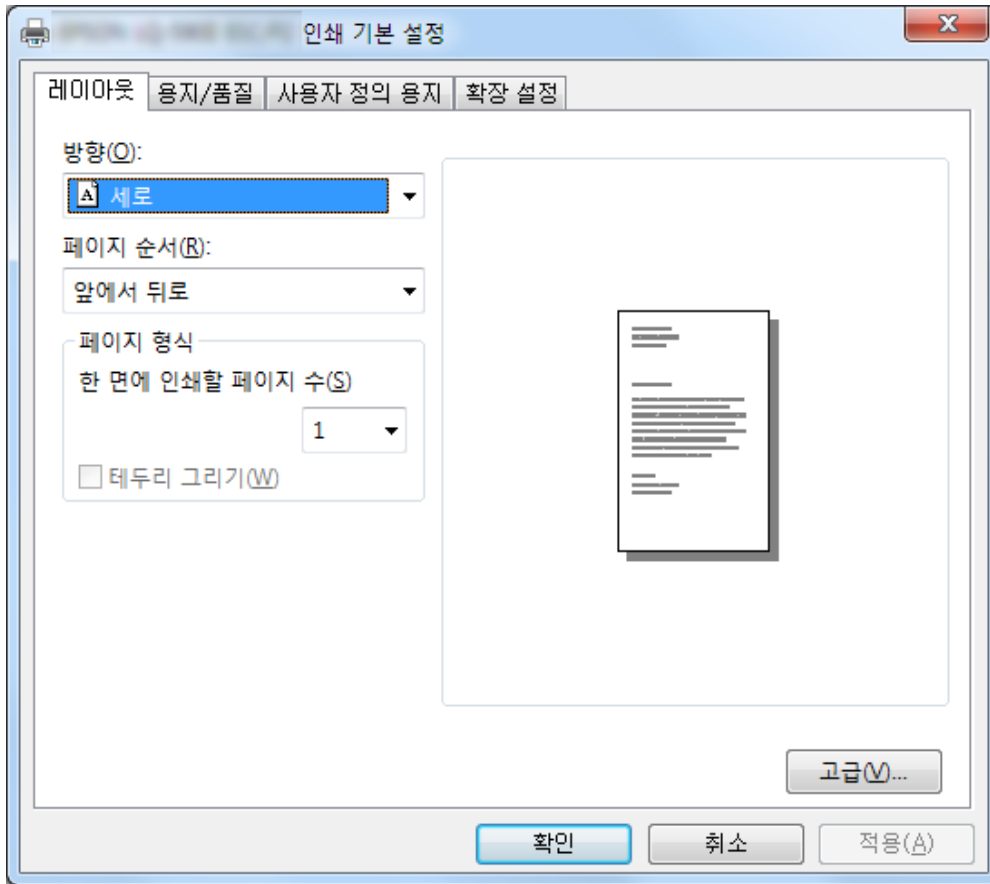 인쇄 기본 설정
레이아웃 용지/품질 사용자 정의 용지 확장 설정
방향(O):
A 세로
페이지 순서(R):
앞에서 뒤로
페이지 형식
한 면에 인쇄할 페이지 수(S)
1
테두리 그리기(W)
고급(V)...
확인 취소 적용(A)